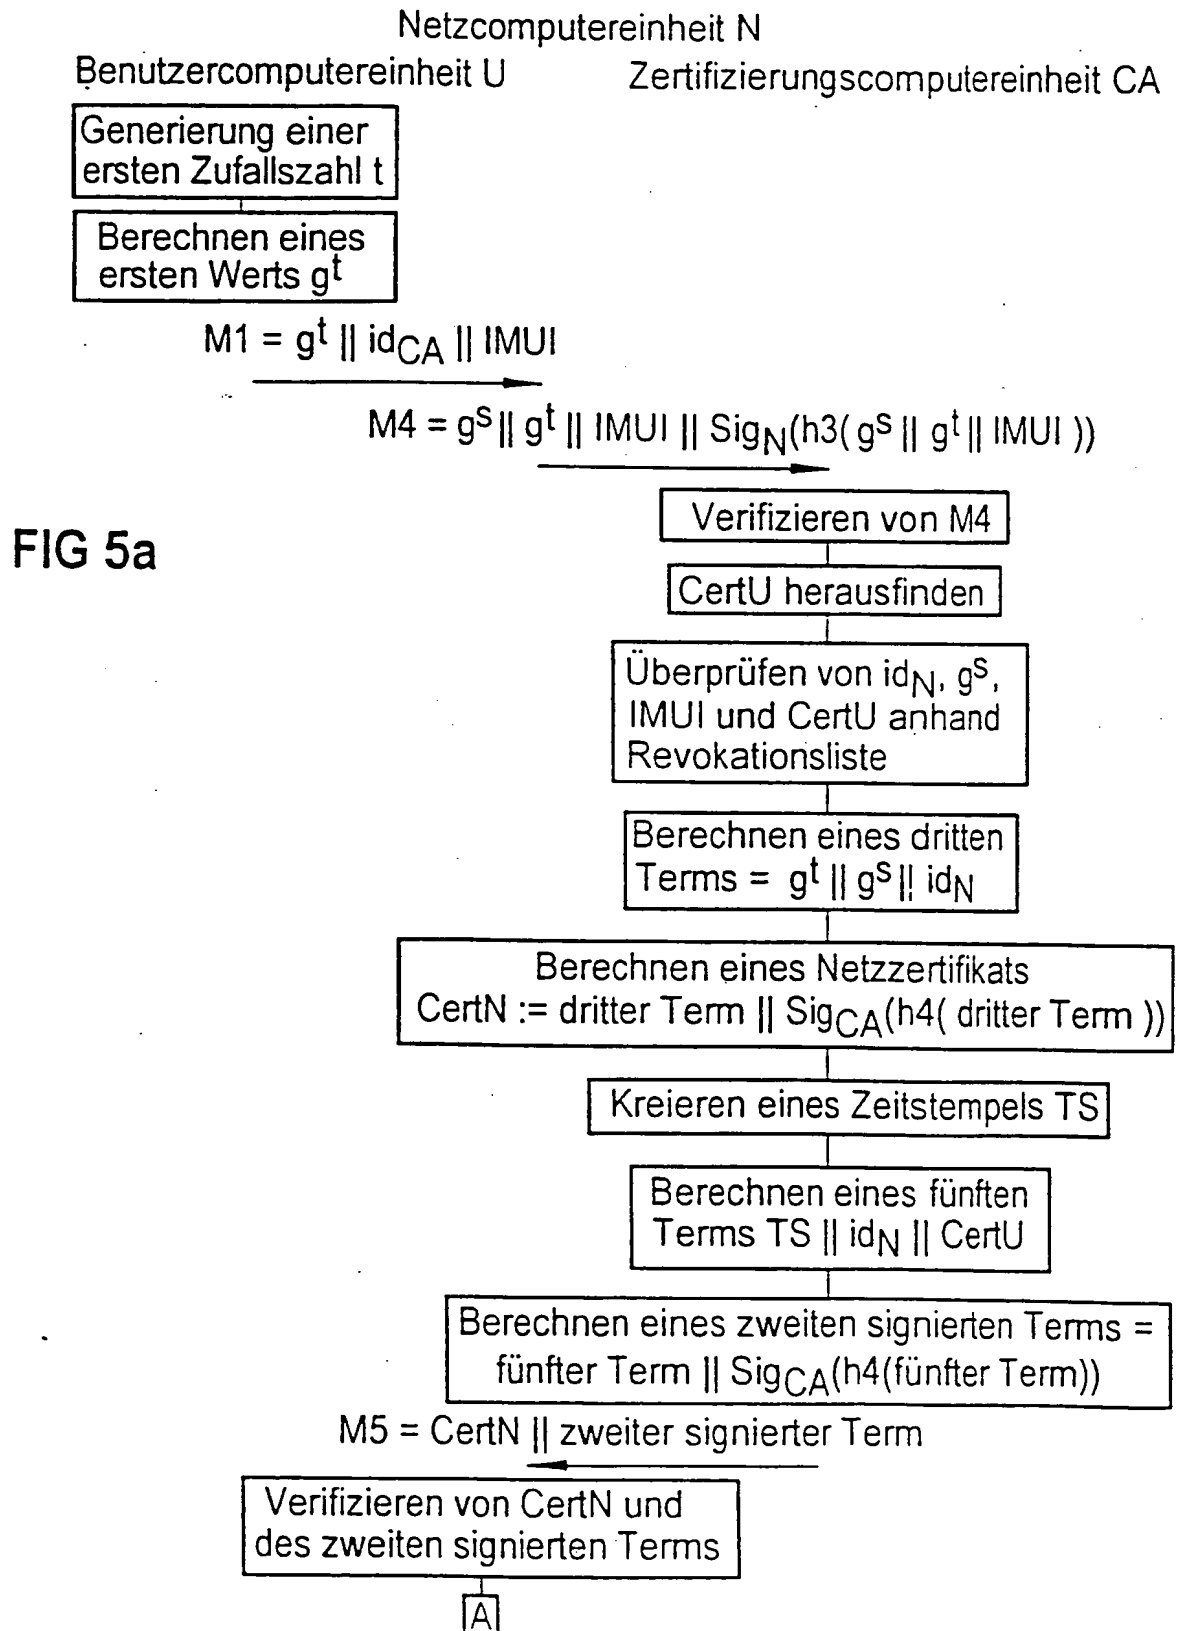 Netzcomputereinheit N
Benutzercomputereinheit U
Zertifizierungscomputereinheit CA
Generierung einer
ersten Zufallszahl t
Berechnen eines
ersten Werts g^t
M1 = g^t || id_CA || IMUI
M4 = g^s || g^t || IMUI || Sig_N(h3( g^s || g^t || IMUI ))
Verifizieren von M4
FIG 5a
CertU herausfinden
Überprüfen von id_N, g^s,
IMUI und CertU anhand
Revokationsliste
Berechnen eines dritten
Terms = g^t || g^s || id_N
Berechnen eines Netzzertifikats
CertN := dritter Term || Sig_CA(h4( dritter Term ))
Kreieren eines Zeitstempels TS
Berechnen eines fünften
Terms TS || id_N || CertU
Berechnen eines zweiten signierten Terms =
fünfter Term || Sig_CA(h4(fünfter Term))
M5 = CertN || zweiter signierter Term
Verifizieren von CertN und
des zweiten signierten Terms
A